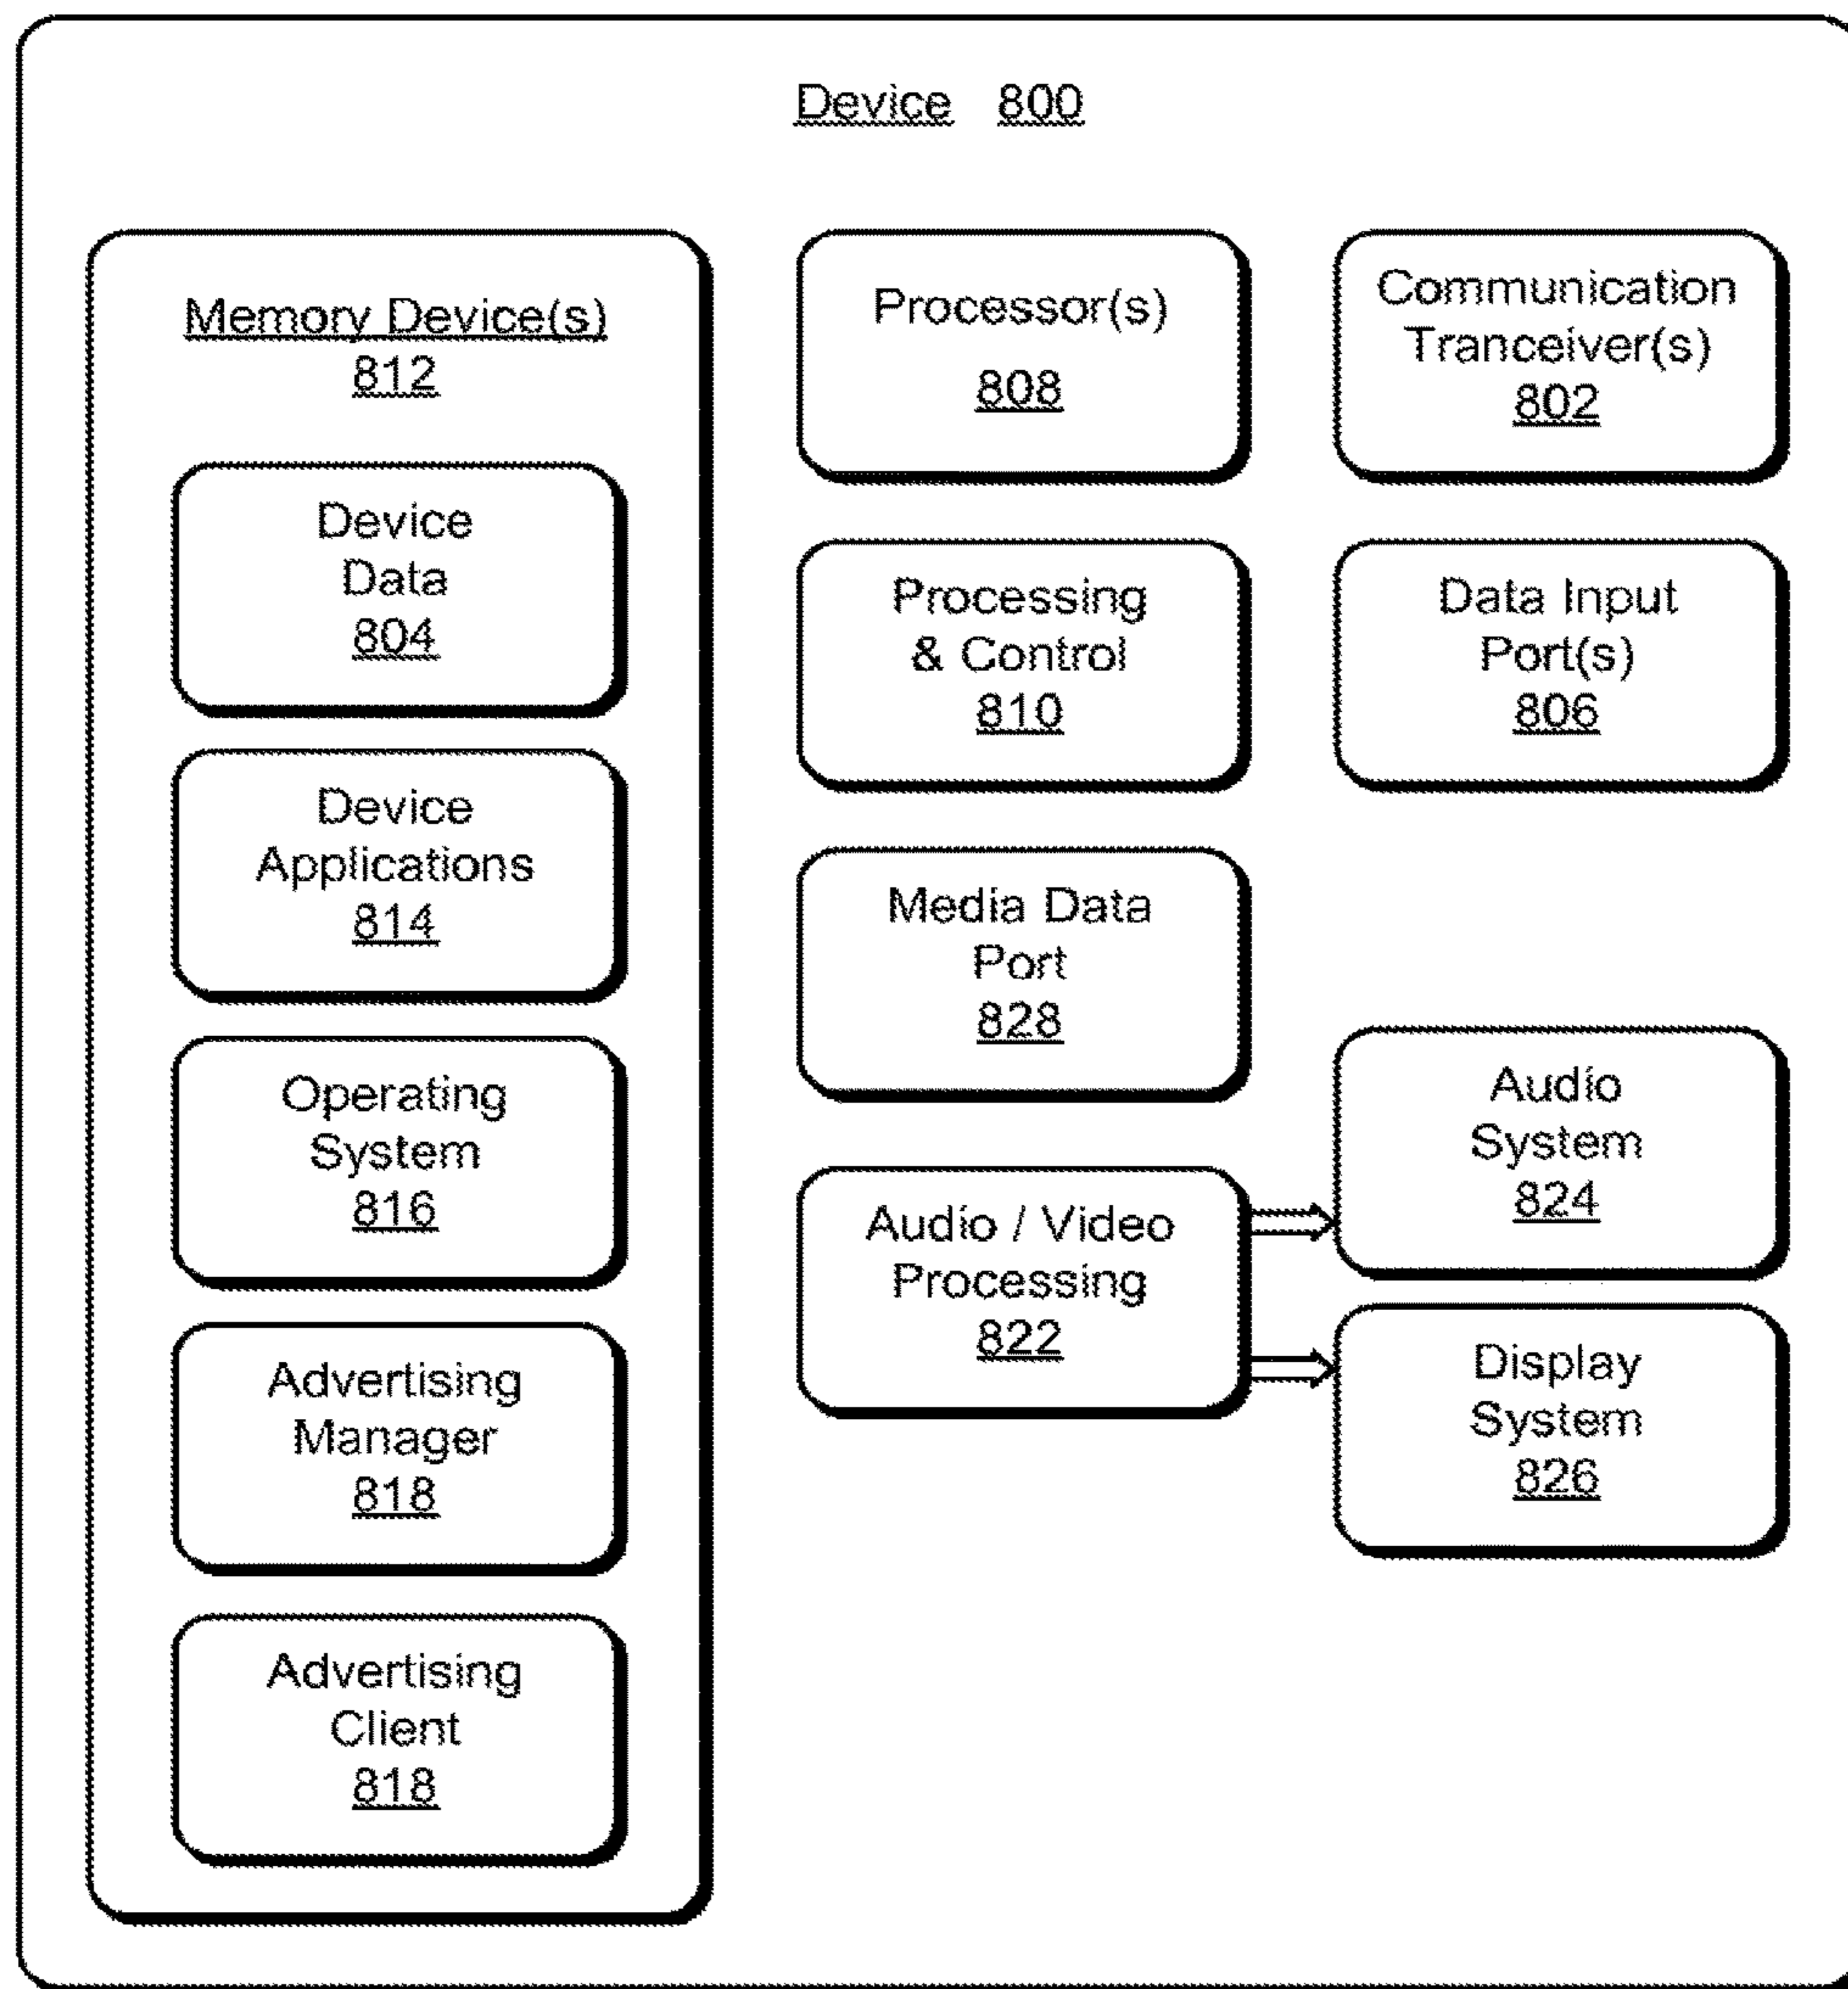 Device 800
Memory Device(s)
812
Device
Data
804
Device
Applications
814
Operating
System
816
Advertising
Manager
818
Advertising
Client
818
Processor(s)
808
Processing
& Control
810
Media Data
Port
828
Audio / Video
Processing
822
Communication
Tranceiver(s)
802
Data Input
Port(s)
806
Audio
System
824
Display
System
826